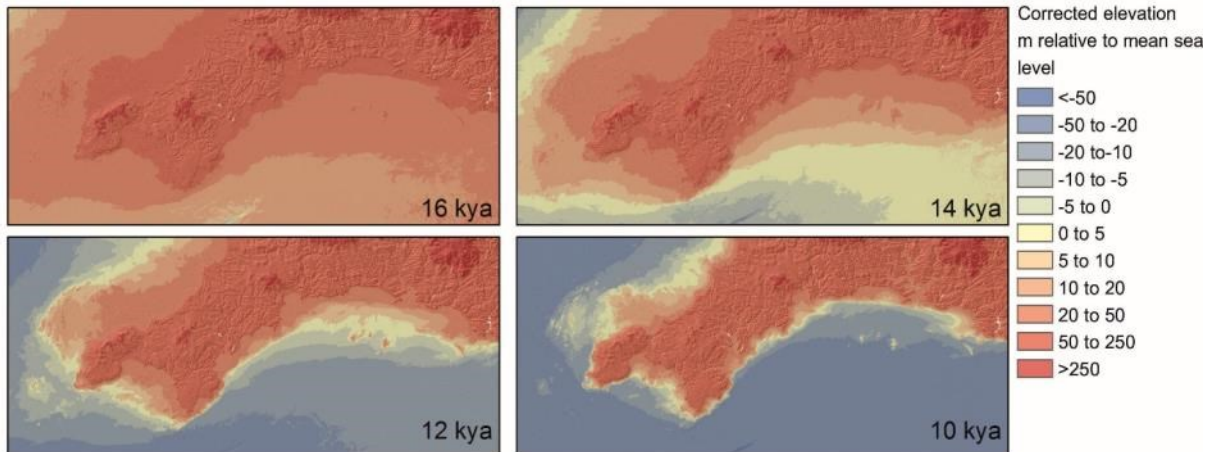 Corrected elevation
m relative to mean sea
level
<-50
-50 to -20
-20 to-10
-10 to -5
-5 to 0
0 to 5
5 to 10
10 to 20
20 to 50
50 to 250
>250
16 kya
14 kya
12 kya
10 kya